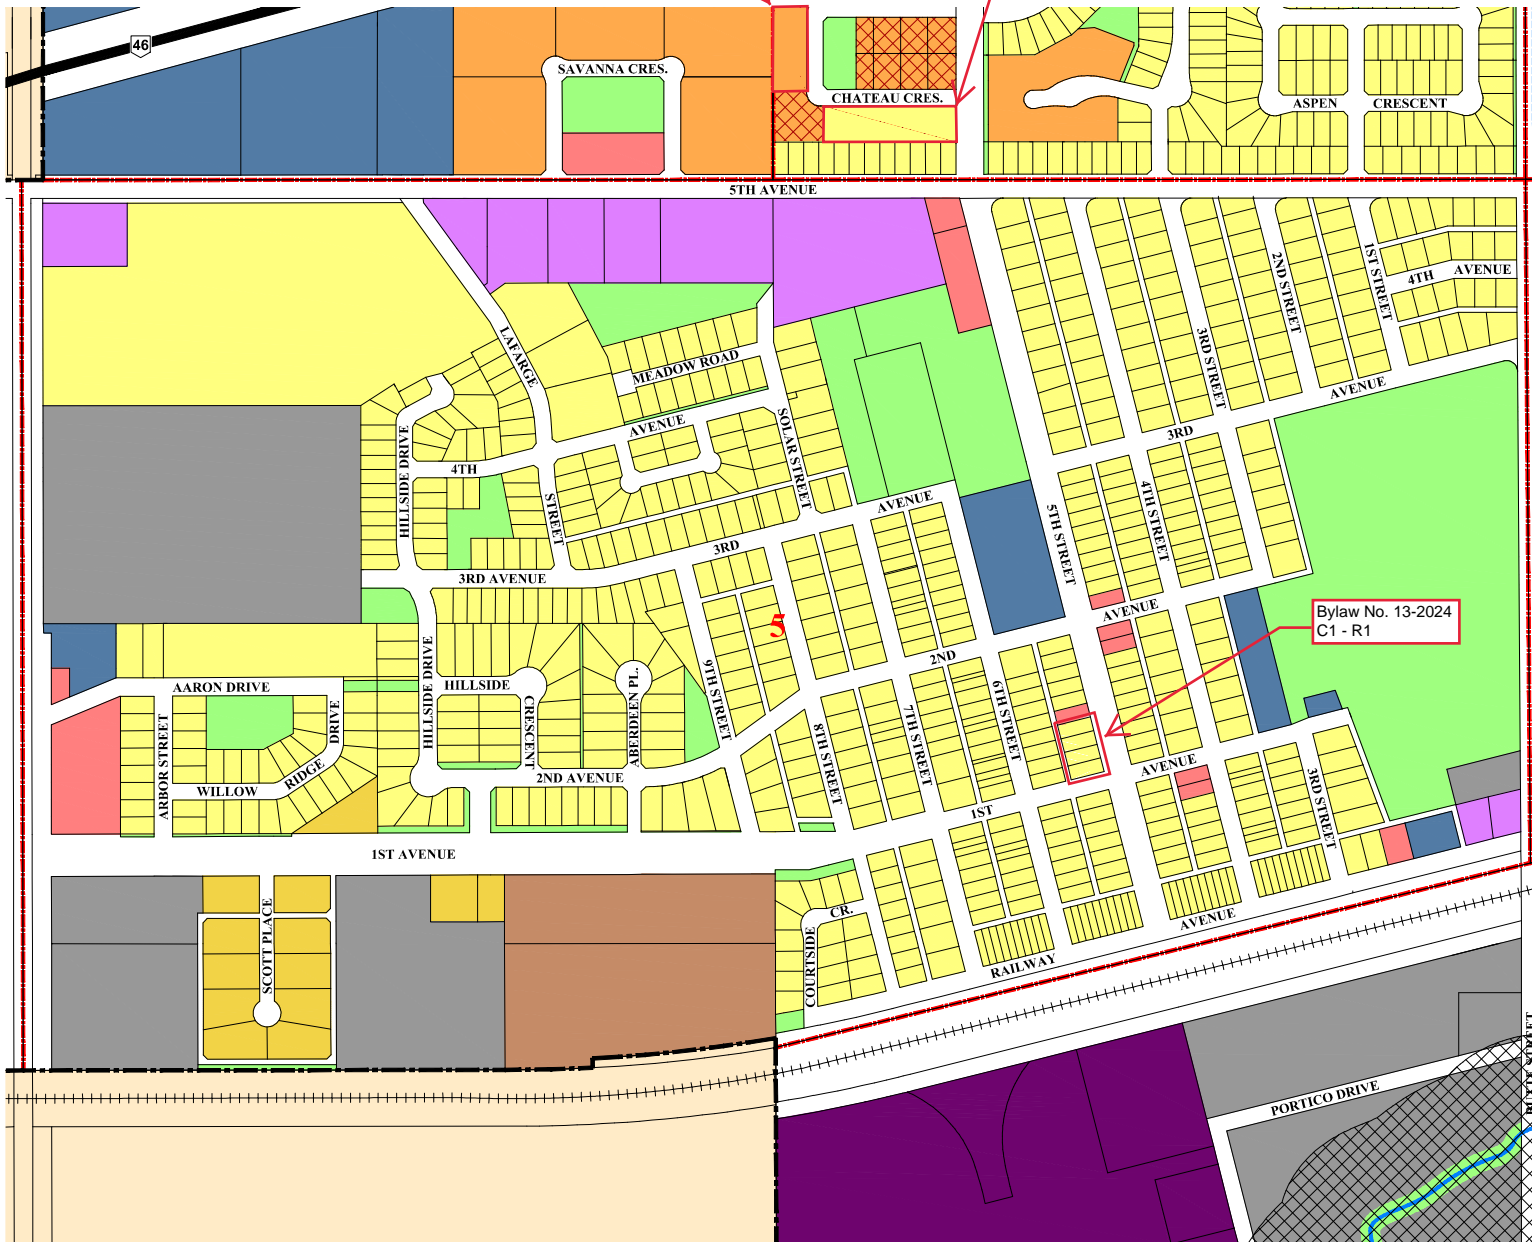 46
SAVANNA CRES.
CHATEAU CRES.
ASPEN
CRESCENT
5TH AVENUE
LAFARGE
STREET
MEADOW ROAD
AVENUE
4TH
SOLAR STREET
HILLSIDE DRIVE
3RD AVENUE
3RD
AVENUE
2ND STREET
1ST STREET
4TH
AVENUE
3RD STREET
AVENUE
3RD
4TH STREET
5TH STREET
AVENUE
5
2ND
Bylaw No. 13-2024
C1 - R1
AARON DRIVE
HILLSIDE DRIVE
HILLSIDE
CRESCENT
ABERDEEN PL.
9TH STREET
6TH STREET
7TH STREET
8TH STREET
ARBOR STREET
WILLOW
RIDGE
DRIVE
2ND AVENUE
AVENUE
3RD STREET
1ST
1ST AVENUE
SCOTT PLACE
CR.
COURTSIDE
RAILWAY
AVENUE
PORTICO DRIVE